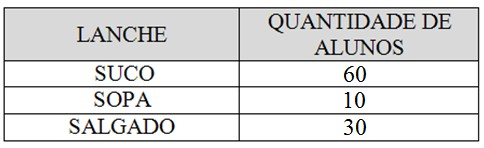 LANCHE
QUANTIDADE DE
ALUNOS
SUCO 60
SOPA 10
SALGADO 30